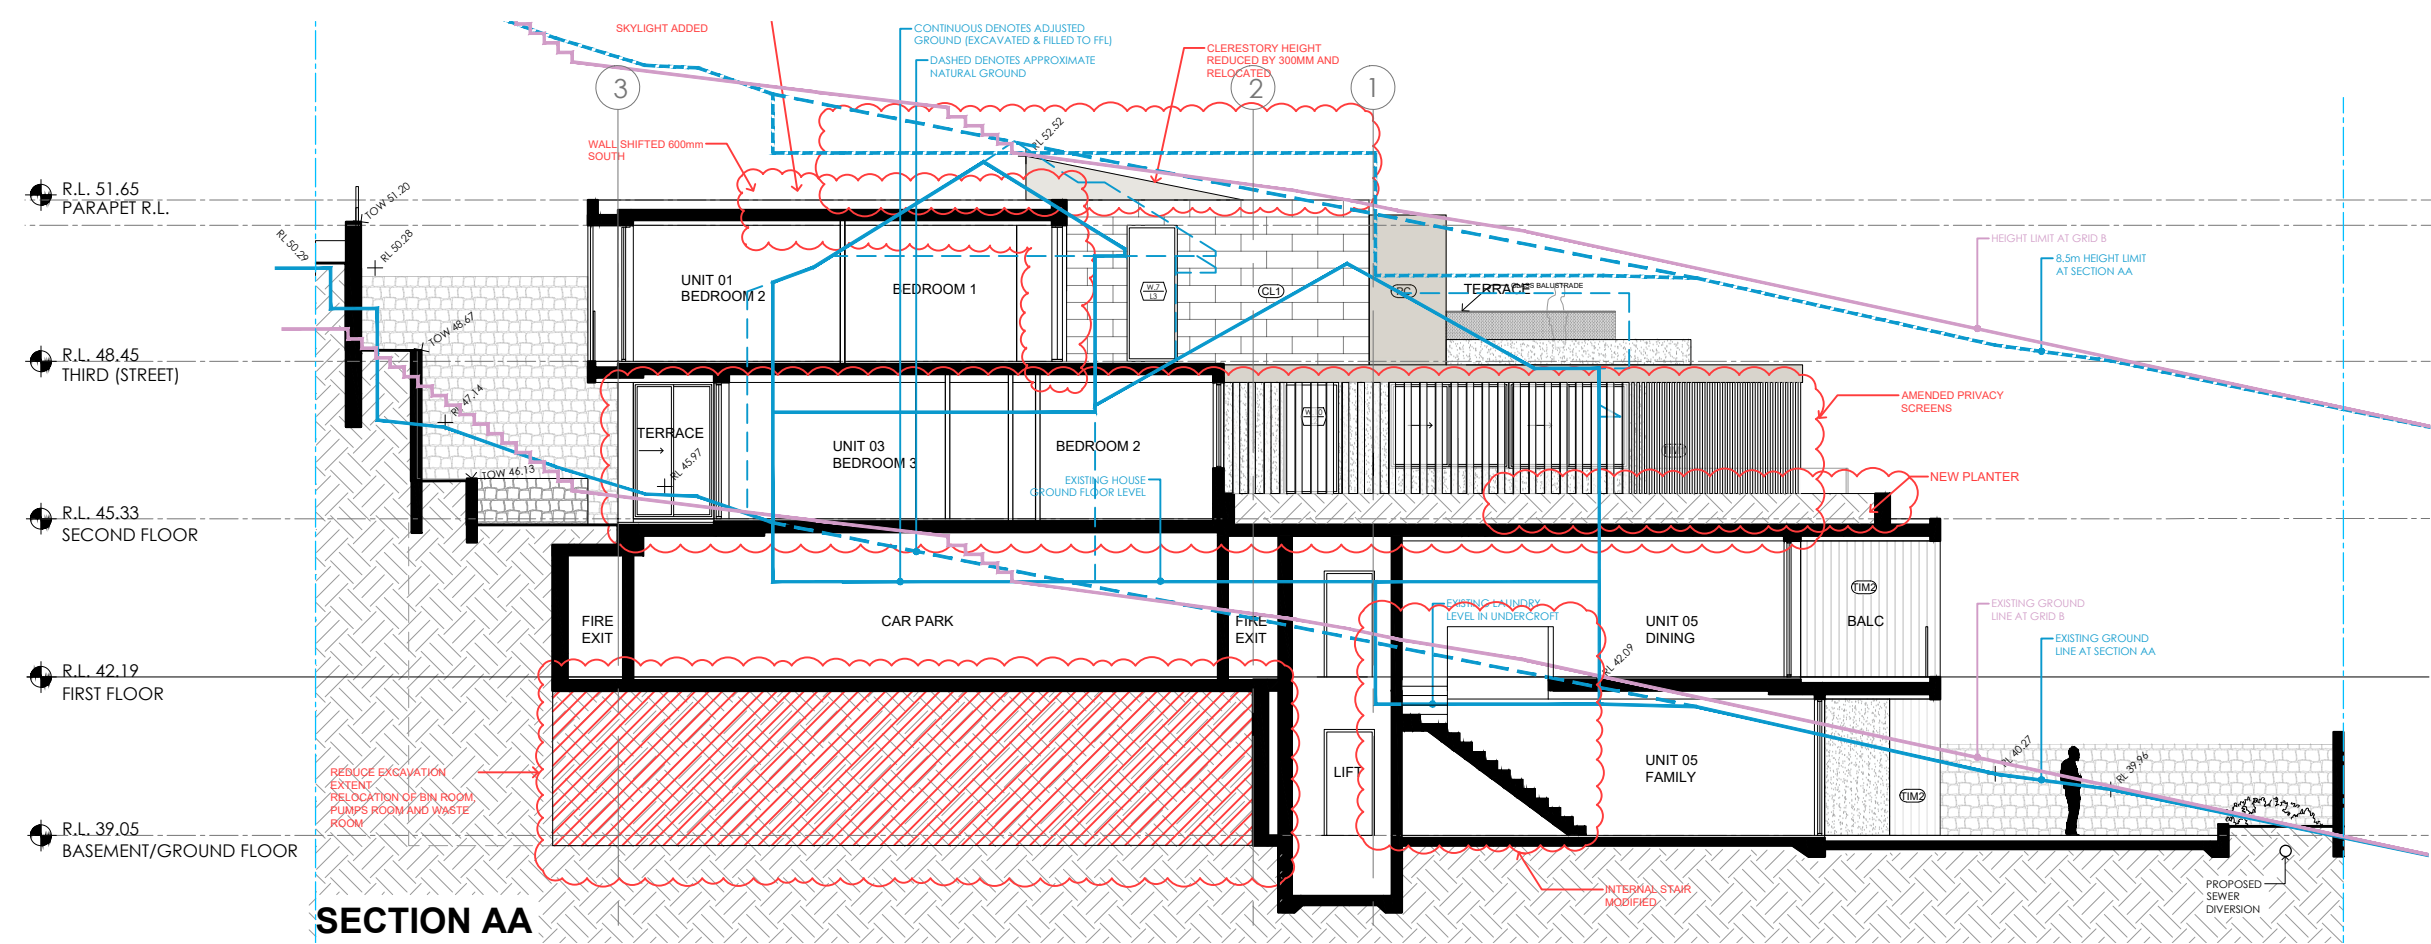 SKYLIGHT ADDED
CONTINUOUS DENOTES ADJUSTED
GROUND (EXCAVATED & FILLED TO FFL)
DASHED DENOTES APPROXIMATE
NATURAL GROUND
CLERESTORY HEIGHT
REDUCED BY 300MM AND
RELOCATED
3
2
1
RL 52.52
WALL SHIFTED 600mm
SOUTH
R.L. 51.65
PARAPET R.L.
TOW 51.20
RL 50.29
RL 50.28
HEIGHT LIMIT AT GRID B
8.5m HEIGHT LIMIT
AT SECTION AA
UNIT 01
BEDROOM 2
BEDROOM 1
W.7
L3
CL1
RC
TERRACE
GLASS BALUSTRADE
TOW 48.67
R.L. 48.45
THIRD (STREET)
RL 47.14
AMENDED PRIVACY
SCREENS
TERRACE
RL 45.97
UNIT 03
BEDROOM 3
BEDROOM 2
TOW 46.13
EXISTING HOUSE
GROUND FLOOR LEVEL
NEW PLANTER
R.L. 45.33
SECOND FLOOR
FIRE
EXIT
CAR PARK
FIRE
EXIT
EXISTING LAUNDRY
LEVEL IN UNDERCROFT
UNIT 05
DINING
TIM2
BALC
EXISTING GROUND
LINE AT GRID B
EXISTING GROUND
LINE AT SECTION AA
RL 42.09
R.L. 42.19
FIRST FLOOR
REDUCE EXCAVATION
EXTENT
RELOCATION OF BIN ROOM,
PUMPS ROOM AND WASTE
ROOM
LIFT
UNIT 05
FAMILY
TIM2
RL 40.27
RL 39.96
R.L. 39.05
BASEMENT/GROUND FLOOR
INTERNAL STAIR
MODIFIED
PROPOSED
SEWER
DIVERSION
SECTION AA